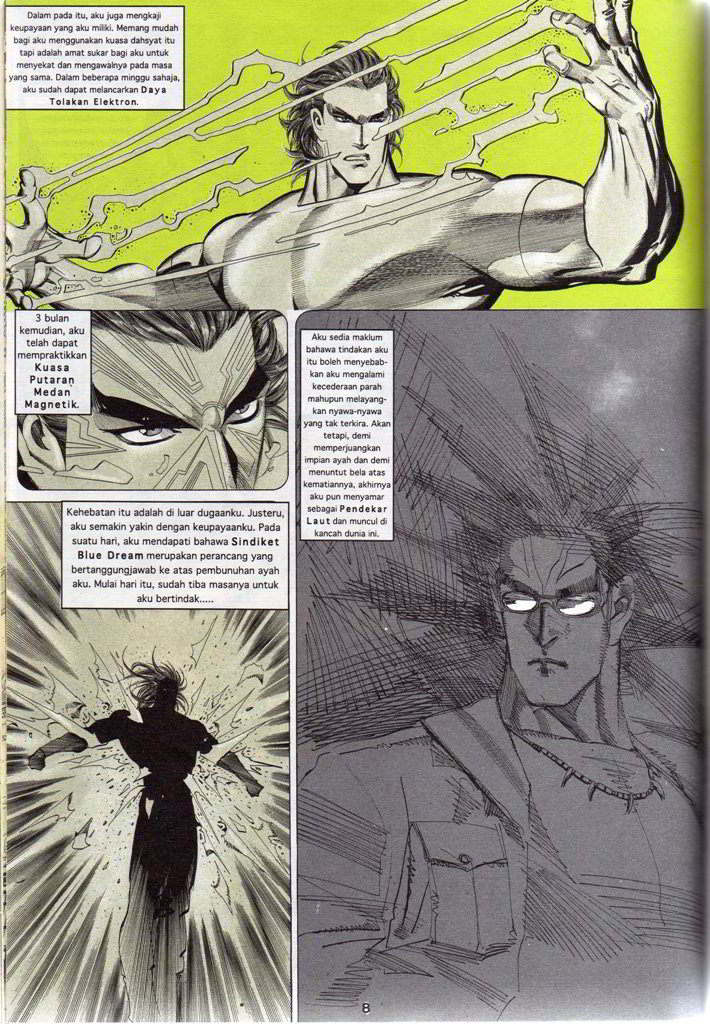 Dalam pada itu, aku juga mengkaji
keupayaan yang aku miliki. Memang mudah
bagi aku menggunakan kuasa dahsyat itu
tapi adalah amat sukar bagi aku untuk
menyekat dan mengawalnya pada masa
yang sama. Dalam beberapa minggu sahaja,
aku sudah dapat melancarkan Daya
Tolakan Elektron.
3 bulan
kemudian, aku
telah dapat
mempraktikkan
Kuasa
Putaran
Medan
Magnetik.
Aku sedia maklum
bahawa tindakan aku
itu boleh menyebab-
kan aku mengalami
kecederaan parah
mahupun melayang-
kan nyawa-nyawa
yang tak terkira. Akan
tetapi, demi
memperjuangkan
impian ayah dan demi
menuntut bela atas
kematiannya, akhirnya
aku pun menyamar
sebagai Pendekar
Laut dan muncul di
kancah dunia ini.
Kehebatan itu adalah di luar dugaanku. Justeru,
aku semakin yakin dengan keupayaanku. Pada
suatu hari, aku mendapati bahawa Sindiket
Blue Dream merupakan perancang yang
bertanggungjawab ke atas pembunuhan ayah
aku. Mulai hari itu, sudah tiba masanya untuk
aku bertindak.....
8